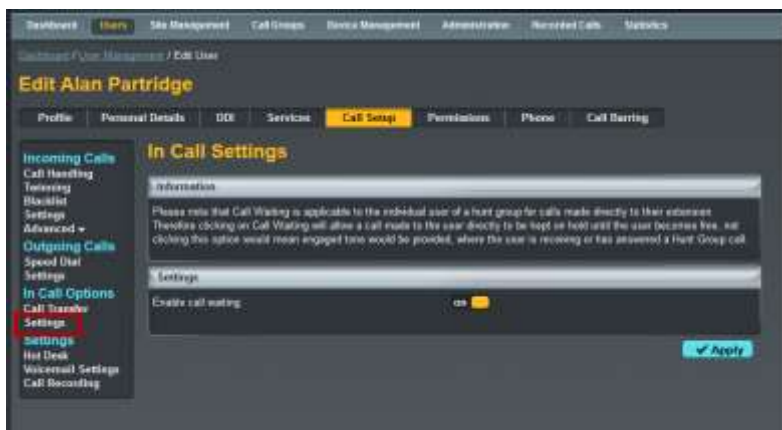 Dashboard Users Site Management Call Groups Device Management Administration Recorded Calls Statistics
Dashboard / User Management / Edit User
Edit Alan Partridge
Profile Personal Details DDI Services Call Setup Permissions Phone Call Barring
Incoming Calls
Call Handling
Twinning
Blacklist
Settings
Advanced
Outgoing Calls
Speed Dial
Settings
In Call Options
Call Transfer
Settings
Settings
Hot Desk
Voicemail Settings
Call Recording
In Call Settings
Information
Please note that Call Waiting is applicable to the individual user of a hunt group for calls made directly to their extension.
Therefore clicking on Call Waiting will allow a call made to the user directly to be kept on hold until the user becomes free, not
clicking this option would mean engaged tone would be provided, where the user is receiving or has answered a Hunt Group call.
Settings
Enable call waiting on
Apply